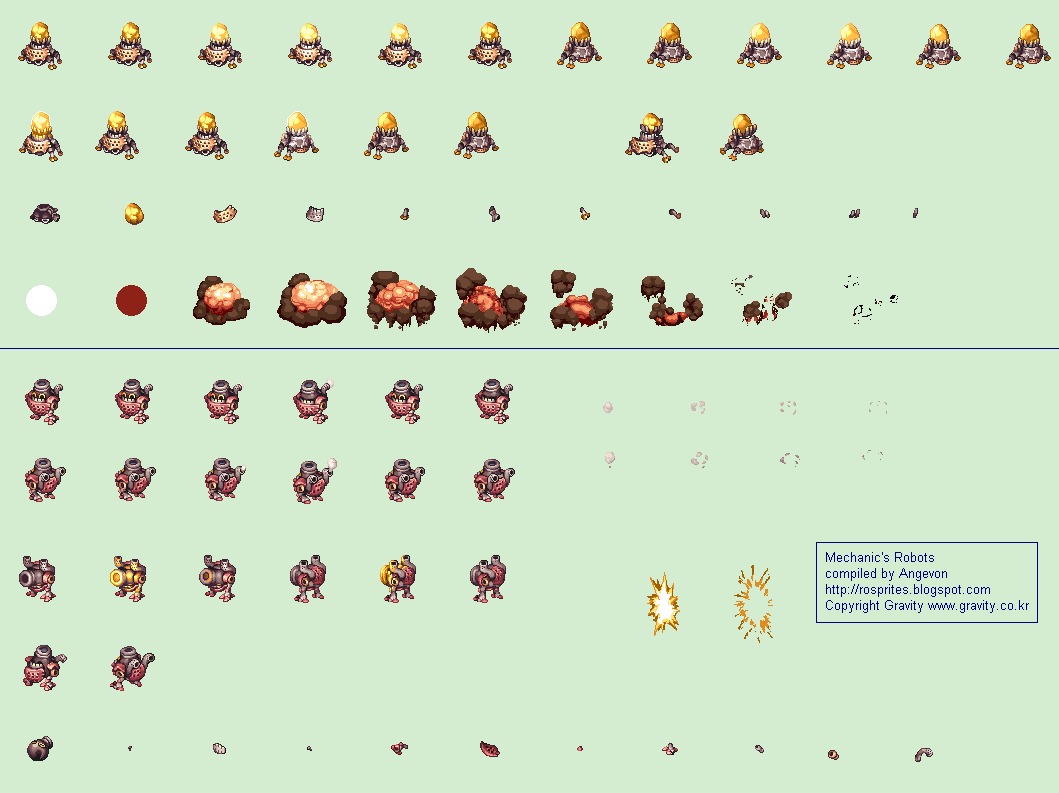 Mechanic's Robots
compiled by Angevon
http://rosprites.blogspot.com
Copyright Gravity www.gravity.co.kr